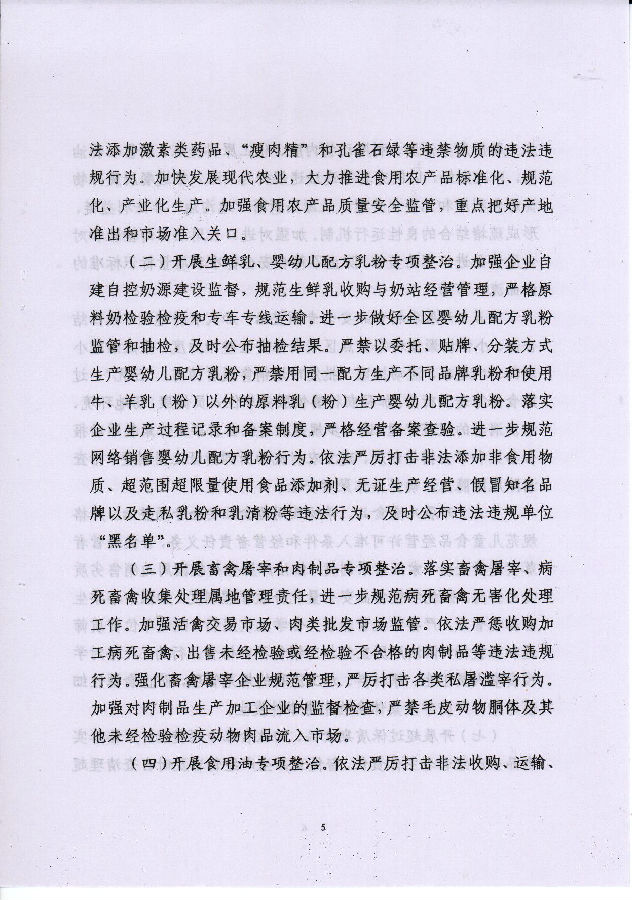 法添加激素类药品、“瘦肉精”和孔雀石绿等违禁物质的违法违
规行为。加快发展现代农业，大力推进食用农产品标准化、规范
化、产业化生产。加强食用农产品质量安全监管，重点把好产地
准出和市场准入关口。
（二）开展生鲜乳、婴幼儿配方乳粉专项整治。加强企业自
建自控奶源建设监督，规范生鲜乳收购与奶站经营管理，严格原
料奶检验检疫和专车专线运输。进一步做好全区婴幼儿配方乳粉
监管和抽检，及时公布抽检结果。严禁以委托、贴牌、分装方式
生产婴幼儿配方乳粉，严禁用同一配方生产不同品牌乳粉和使用
牛、羊乳（粉）以外的原料乳（粉）生产婴幼儿配方乳粉。落实
企业生产过程记录和备案制度，严格经营备案查验。进一步规范
网络销售婴幼儿配方乳粉行为。依法严厉打击非法添加非食用物
质、超范围超限量使用食品添加剂、无证生产经营、假冒知名品
牌以及走私乳粉和乳清粉等违法行为，及时公布违法违规单位
“黑名单”。
（三）开展畜禽屠宰和肉制品专项整治。落实畜禽屠宰、病
死畜禽收集处理属地管理责任，进一步规范病死畜禽无害化处理
工作。加强活禽交易市场、肉类批发市场监管。依法严惩收购加
工病死畜禽、出售未经检验或经检验不合格的肉制品等违法违规
行为。强化畜禽屠宰企业规范管理，严厉打击各类私屠滥宰行为。
加强对肉制品生产加工企业的监督检查，严禁毛皮动物胴体及其
他未经检验检疫动物肉品流入市场。
（四）开展食用油专项整治。依法严厉打击非法收购、运输、
5